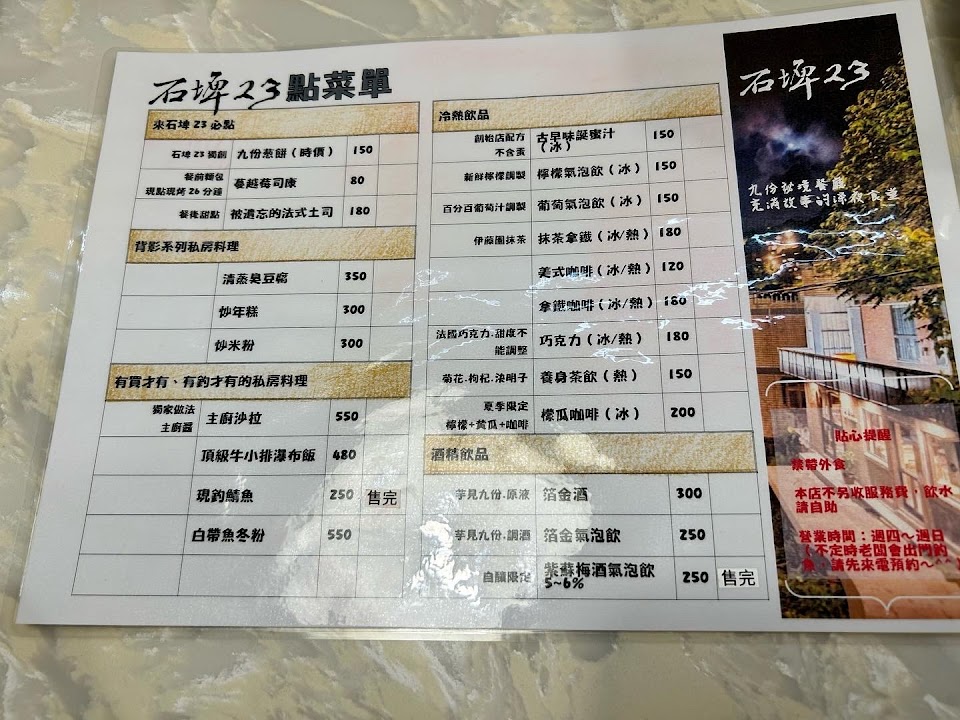 石埤23點菜單
來石埤 23 必點
石埤 23 獨創 九份蔥餅（時價） 150
餐前麵包
現點現烤 26 分鐘 蔓越莓司康 80
餐後甜點 被遺忘的法式土司 180
背影系列私房料理
清蒸臭豆腐 350
炒年糕 300
炒米粉 300
有買才有、有釣才有的私房料理
獨家做法
主廚醬 主廚沙拉 550
頂級牛小排瀑布飯 480
現釣鯖魚 250 售完
白帶魚冬粉 550
冷熱飲品
創始店配方
不含蛋 古早味誕蜜汁
（冰） 150
新鮮檸檬調製 檸檬氣泡飲（冰） 150
百分百葡萄汁調製 葡萄氣泡飲（冰） 150
伊藤園抹茶 抹茶拿鐵（冰/熱） 180
美式咖啡（冰/熱） 120
拿鐵咖啡（冰/熱） 180
法國巧克力.甜度不
能調整 巧克力（冰/熱） 180
菊花.枸杞.決明子 養身茶飲（熱） 150
夏季限定
檸檬+黃瓜+咖啡 檬瓜咖啡（冰） 200
酒精飲品
芋見九份.原液 箔金酒 300
芋見九份.調酒 箔金氣泡飲 250
自釀限定 紫蘇梅酒氣泡飲
5~6% 250 售完
石埤23
九份祕境餐廳
充滿故事的深夜食堂
貼心提醒
禁帶外食
本店不另收服務費，飲水
請自助
營業時間：週四～週日
（不定時老闆會出門釣
魚，請先來電預約～^^）